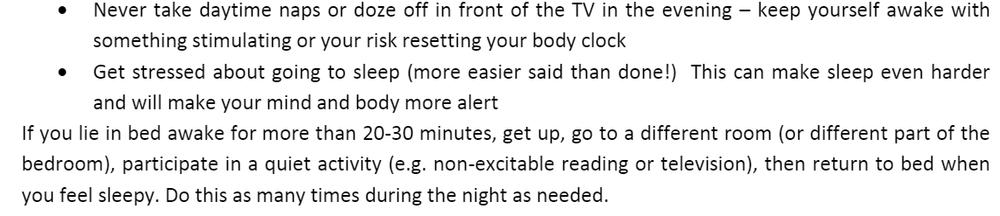 • Never take daytime naps or doze off in front of the TV in the evening – keep yourself awake with
something stimulating or your risk resetting your body clock
• Get stressed about going to sleep (more easier said than done!)  This can make sleep even harder
and will make your mind and body more alert
If you lie in bed awake for more than 20-30 minutes, get up, go to a different room (or different part of the
bedroom), participate in a quiet activity (e.g. non-excitable reading or television), then return to bed when
you feel sleepy. Do this as many times during the night as needed.